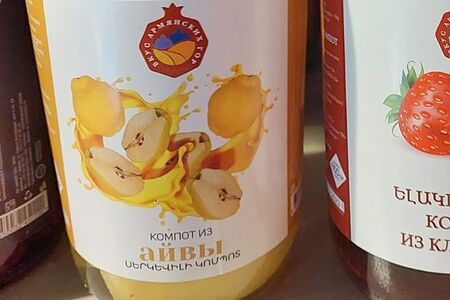 ВКУС АРМЯНСКИХ ГОР
КОМПОТ ИЗ
айвы
ՍԵՐԿԵՎԻԼԻ ԿՈՄՊՈՏ
ԵԼԱԿ
КО
ИЗ КЛ